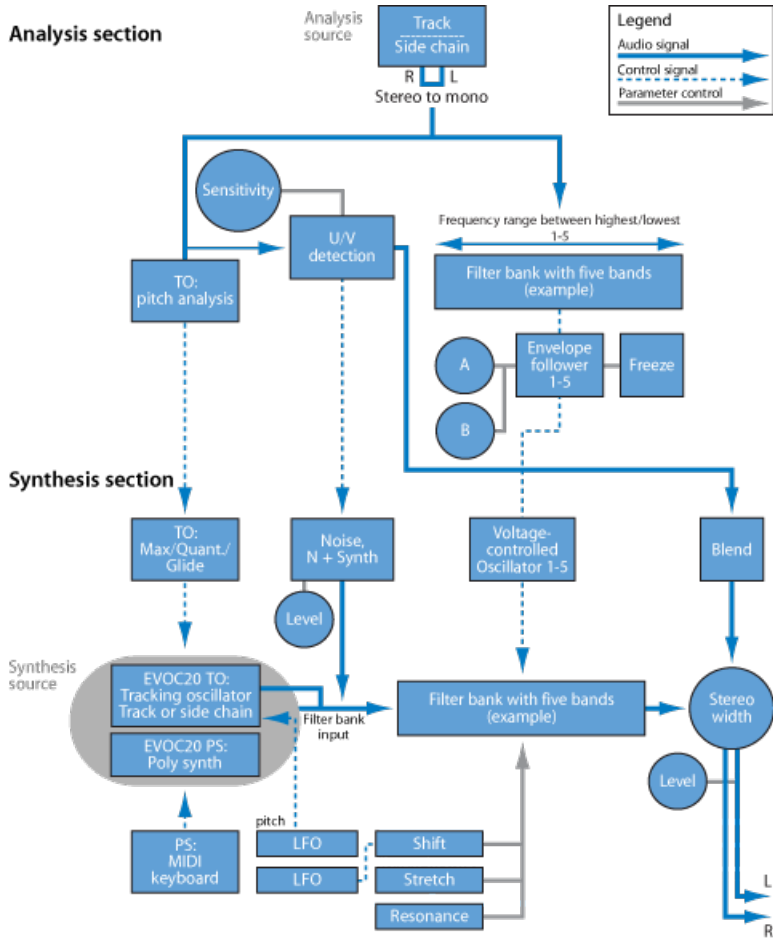 Analysis section
Analysis
source
Track
Side chain
R L
Stereo to mono
Legend
Audio signal
Control signal
Parameter control
Sensitivity
U/V
detection
Frequency range between highest/lowest
1-5
TO:
pitch analysis
Filter bank with five bands
(example)
A
Envelope
follower
1-5
Freeze
B
Synthesis section
TO:
Max/Quant./
Glide
Noise,
N + Synth
Voltage-
controlled
Oscillator 1-5
Blend
Level
Synthesis
source
EVOC20 TO:
Tracking oscillator
Track or side chain
Filter bank
input
Filter bank with five bands
(example)
Stereo
width
EVOC20 PS:
Poly synth
Level
PS:
MIDI
keyboard
pitch
LFO
Shift
LFO
Stretch
Resonance
L
R